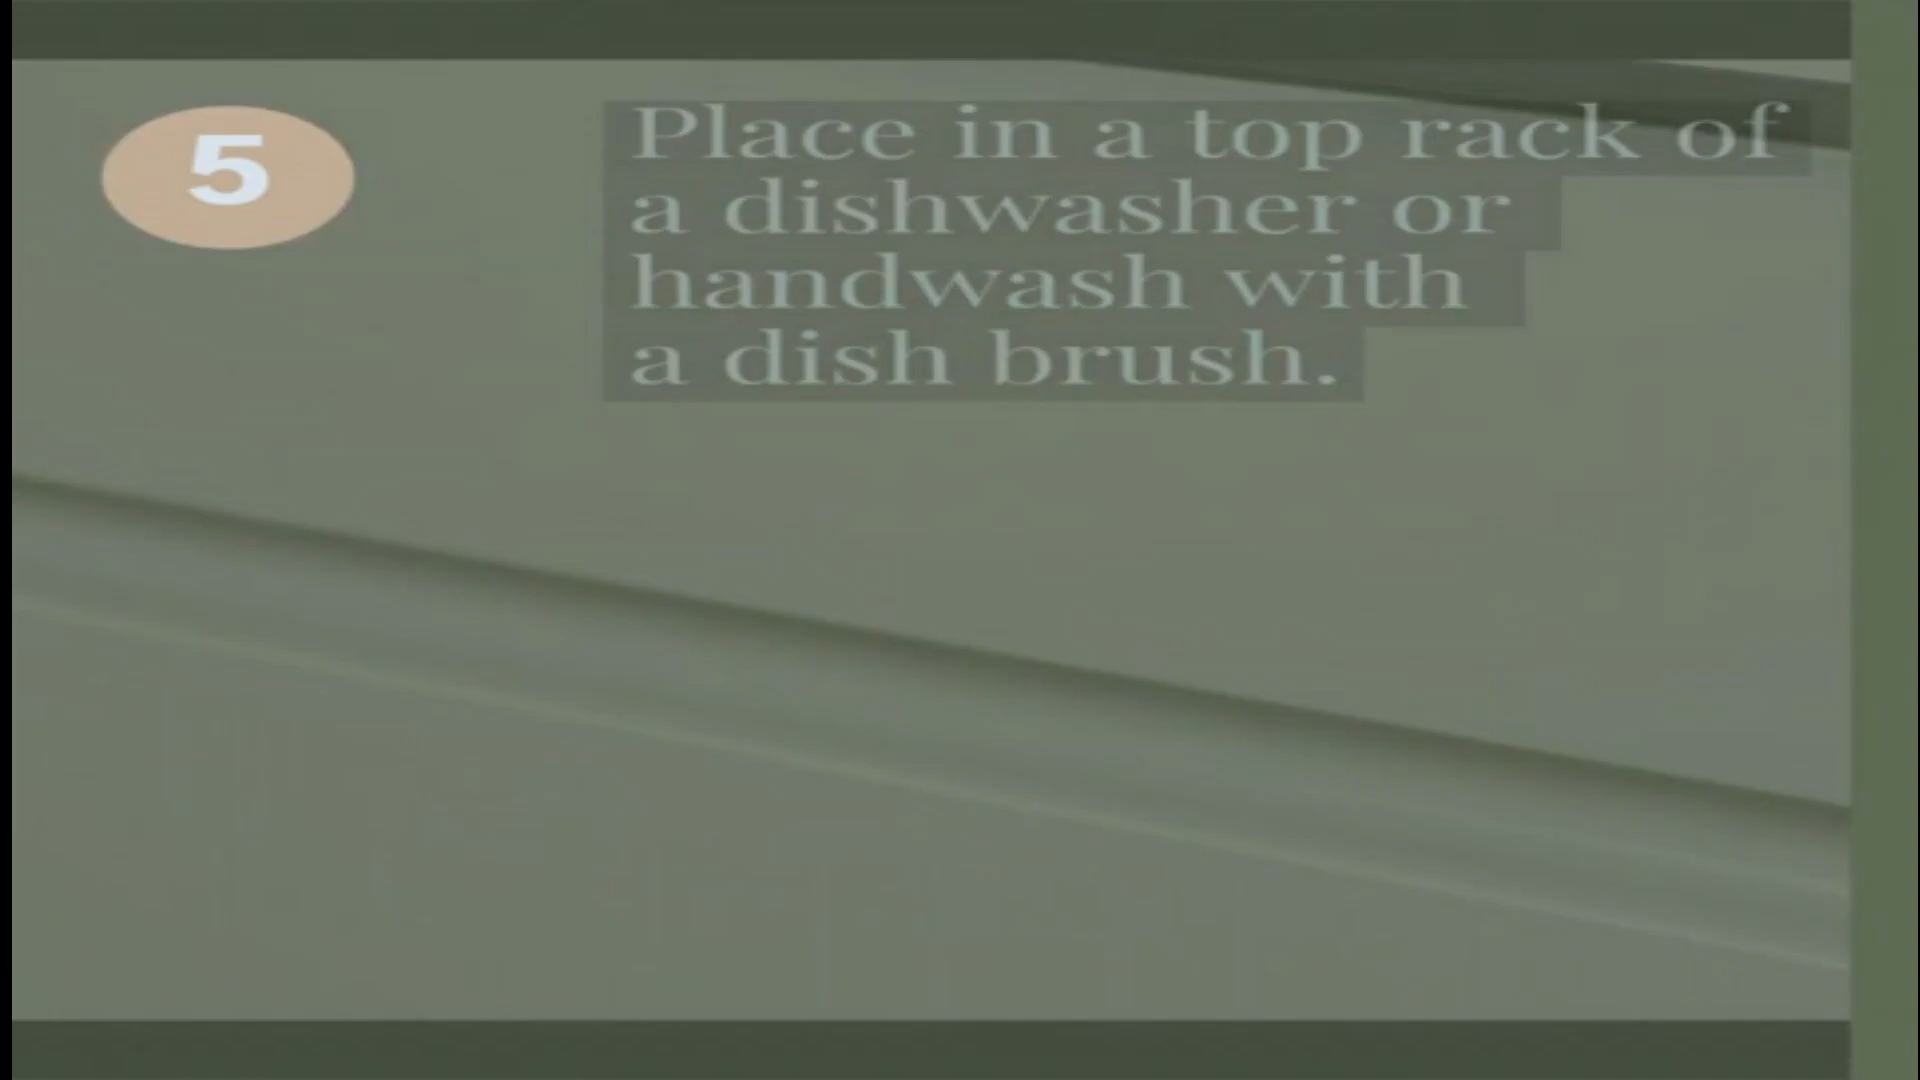 5
Place in a top rack of
a dishwasher or
handwash with
a dish brush.